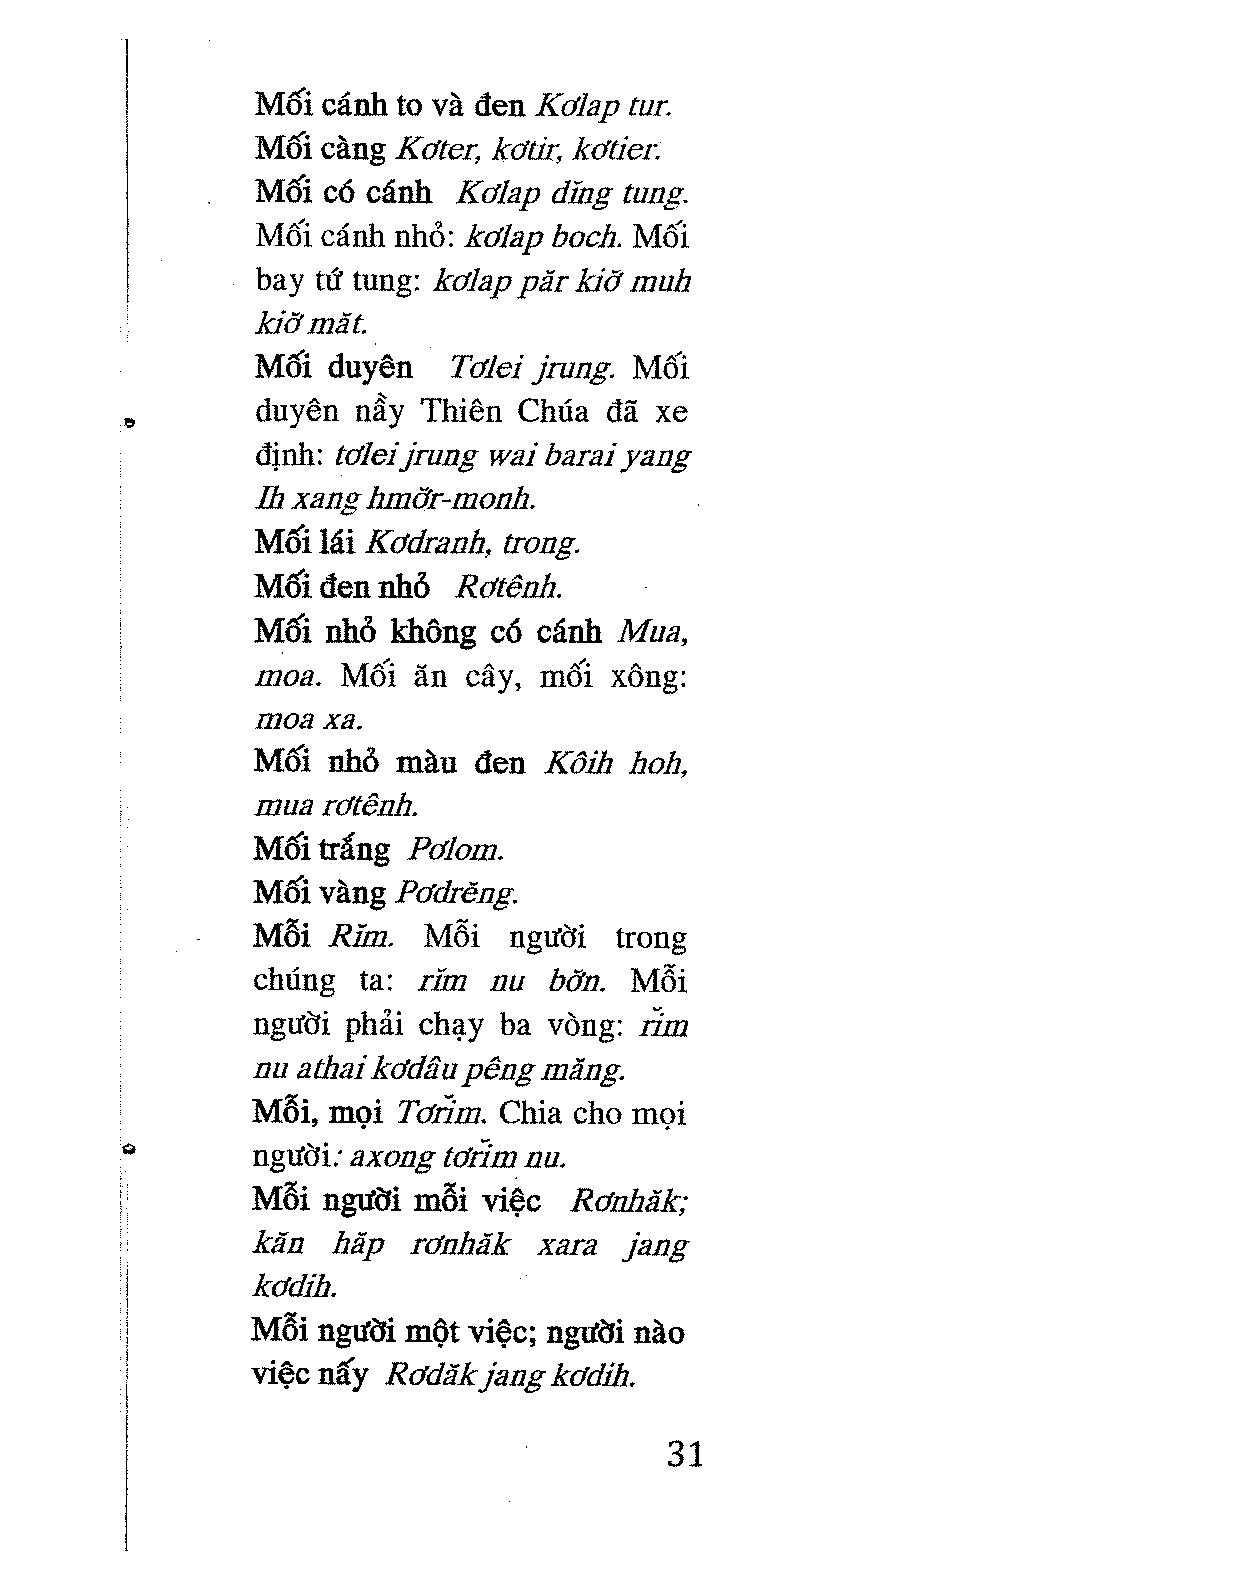 Mối cánh to và đen Kơlap tur.
Mối càng Kơter, kơtir, kơtier.
Mối có cánh Kơlap dĭng tung.
Mối cánh nhỏ: kơlap boch. Mối
bay tứ tung: kơlap păr kiơ̆ muh
kiơ̆ măt.
Mối duyên Tơlei jrung. Mối
duyên nầy Thiên Chúa đã xe
định: tơlei jrung wai barai yang
Ih xang hmơ̆r-monh.
Mối lái Kơdranh, trong.
Mối đen nhỏ Rơtênh.
Mối nhỏ không có cánh Mua,
moa. Mối ăn cây, mối xông:
moa xa.
Mối nhỏ màu đen Kôih hoh,
mua rơtênh.
Mối trắng Pơlom.
Mối vàng Pơdrĕng.
Mỗi Rĭm. Mỗi người trong
chúng ta: rĭm nu bơ̆n. Mỗi
người phải chạy ba vòng: rĭm
nu athai kơdâu pêng măng.
Mỗi, mọi Tơrĭm. Chia cho mọi
người: axong tơrĭm nu.
Mỗi người mỗi việc Rơnhăk;
kăn hăp rơnhăk xara jang
kơdih.
Mỗi người một việc; người nào
việc nấy Rơdăk jang kơdih.
31